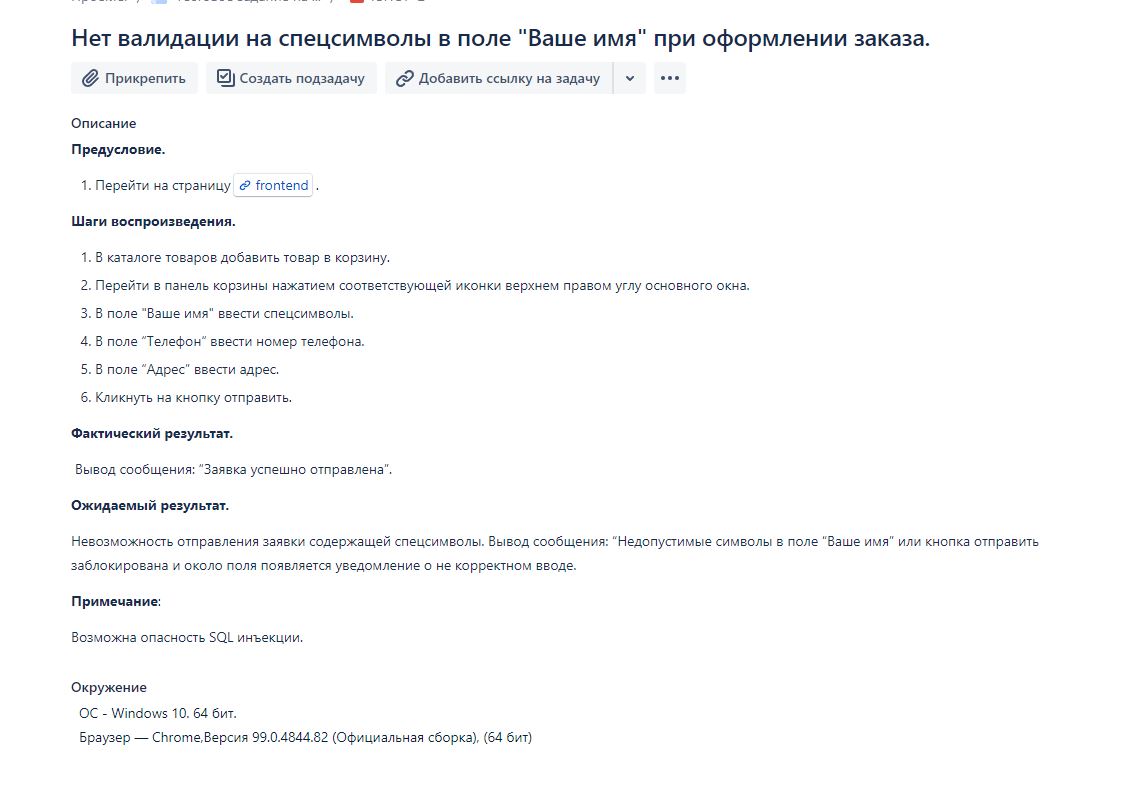 Нет валидации на спецсимволы в поле "Ваше имя" при оформлении заказа.
Прикрепить Создать подзадачу Добавить ссылку на задачу
Описание
Предусловие.
1. Перейти на страницу frontend .
Шаги воспроизведения.
1. В каталоге товаров добавить товар в корзину.
2. Перейти в панель корзины нажатием соответствующей иконки верхнем правом углу основного окна.
3. В поле "Ваше имя" ввести спецсимволы.
4. В поле “Телефон” ввести номер телефона.
5. В поле “Адрес” ввести адрес.
6. Кликнуть на кнопку отправить.
Фактический результат.
Вывод сообщения: “Заявка успешно отправлена”.
Ожидаемый результат.
Невозможность отправления заявки содержащей спецсимволы. Вывод сообщения: “Недопустимые символы в поле “Ваше имя” или кнопка отправить
заблокирована и около поля появляется уведомление о не корректном вводе.
Примечание:
Возможна опасность SQL инъекции.
Окружение
ОС - Windows 10. 64 бит.
Браузер — Chrome,Версия 99.0.4844.82 (Официальная сборка), (64 бит)